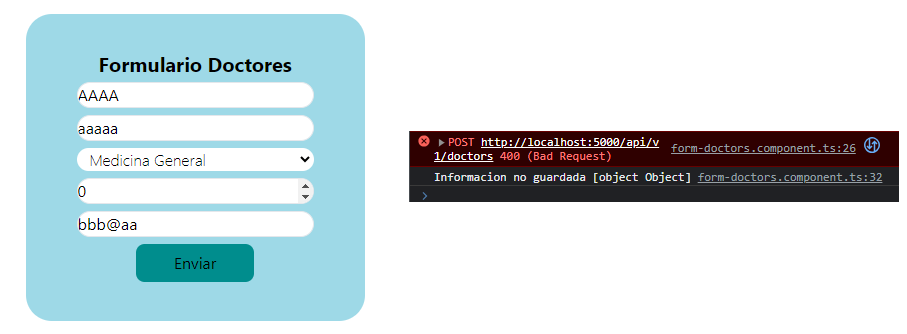 Formulario Doctores
AAAA
aaaaa
Medicina General
0
bbb@aa
Enviar
POST http://localhost:5000/api/v form-doctors.component.ts:26
1/doctors 400 (Bad Request)
Informacion no guardada [object Object] form-doctors.component.ts:32